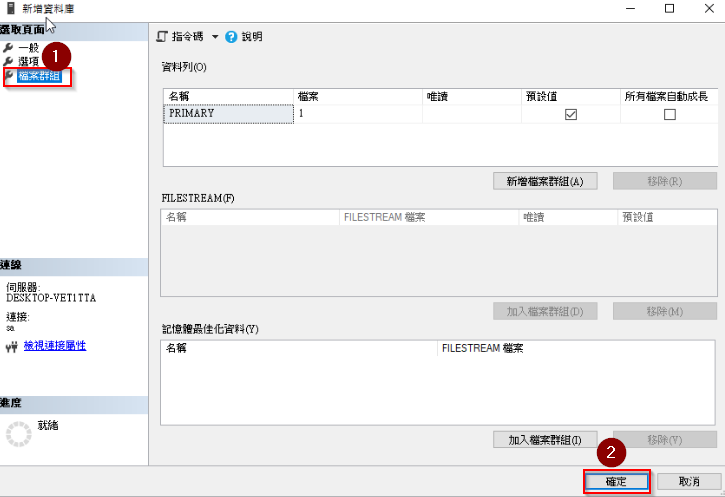 新增資料庫
選取頁面
一般
選項
檔案群組
1
連線
伺服器:
DESKTOP-VET1TTA
連接:
sa
檢視連接屬性
進度
就緒
指令碼 說明
資料列(O)
名稱 檔案 唯讀 預設值 所有檔案自動成長
PRIMARY 1
新增檔案群組(A) 移除(R)
FILESTREAM(F)
名稱 FILESTREAM 檔案 唯讀 預設值
加入檔案群組(D) 移除(M)
記憶體最佳化資料(Y)
名稱 FILESTREAM 檔案
加入檔案群組(I) 移除(V)
2
確定 取消